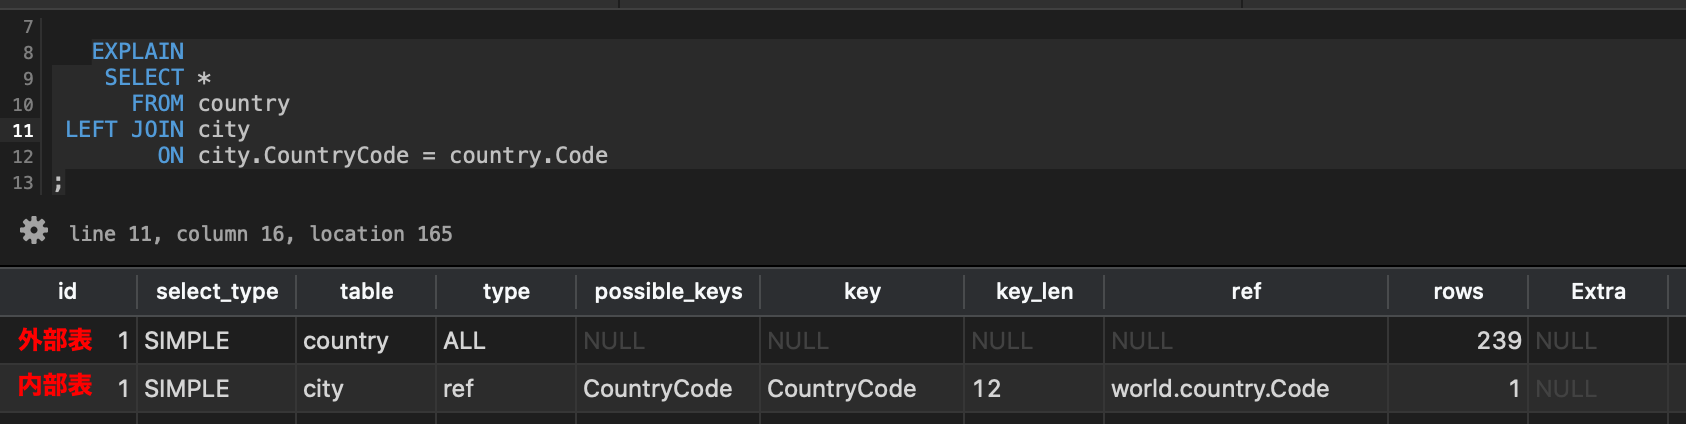 7
8 EXPLAIN
9 SELECT *
10 FROM country
11 LEFT JOIN city
12 ON city.CountryCode = country.Code
13 ;
line 11, column 16, location 165
id select_type table type possible_keys key key_len ref rows Extra
外部表 1 SIMPLE country ALL NULL NULL NULL NULL 239 NULL
内部表 1 SIMPLE city ref CountryCode CountryCode 12 world.country.Code 1 NULL